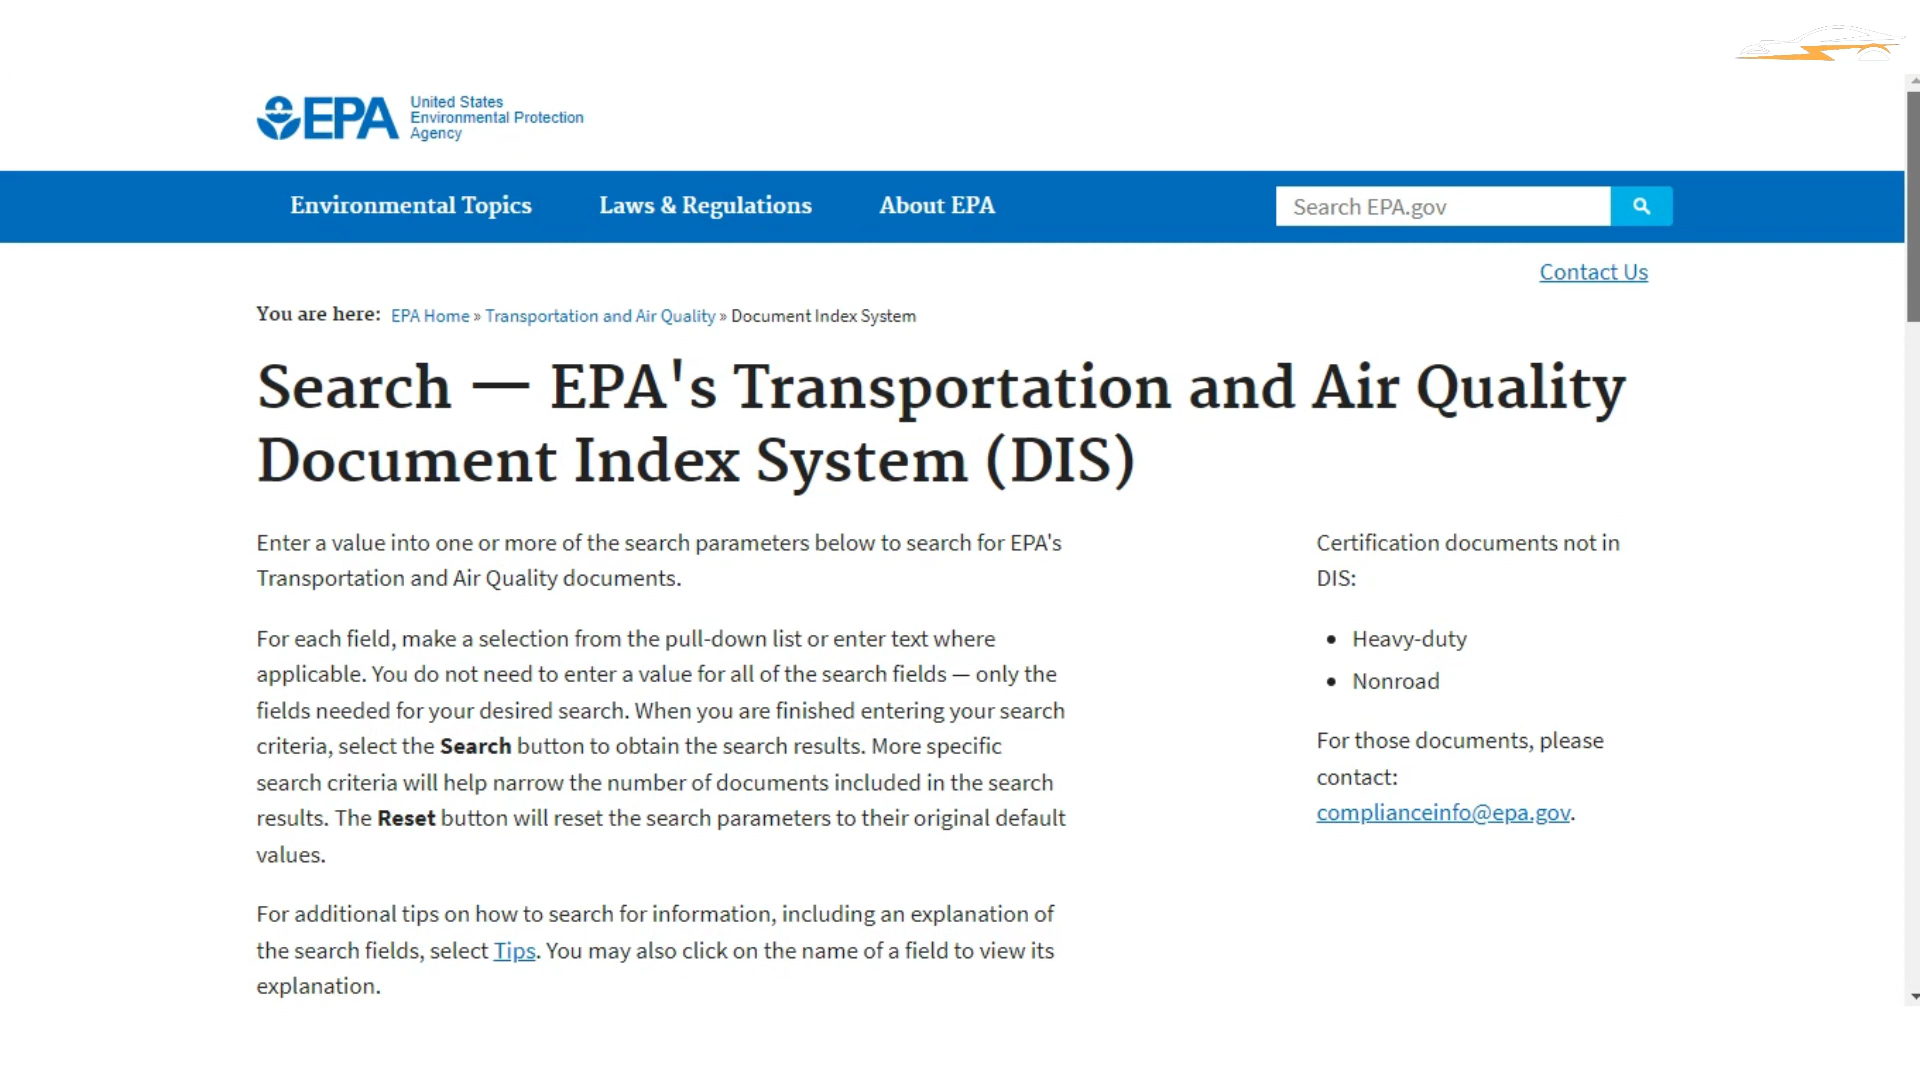 EPA
United States
Environmental Protection
Agency
Environmental Topics
Laws & Regulations
About EPA
Search EPA.gov
Contact Us
You are here: EPA Home » Transportation and Air Quality » Document Index System
Search — EPA's Transportation and Air Quality
Document Index System (DIS)
Enter a value into one or more of the search parameters below to search for EPA's
Transportation and Air Quality documents.
For each field, make a selection from the pull-down list or enter text where
applicable. You do not need to enter a value for all of the search fields — only the
fields needed for your desired search. When you are finished entering your search
criteria, select the Search button to obtain the search results. More specific
search criteria will help narrow the number of documents included in the search
results. The Reset button will reset the search parameters to their original default
values.
For additional tips on how to search for information, including an explanation of
the search fields, select Tips. You may also click on the name of a field to view its
explanation.
Certification documents not in
DIS:
• Heavy-duty
• Nonroad
For those documents, please
contact:
complianceinfo@epa.gov.